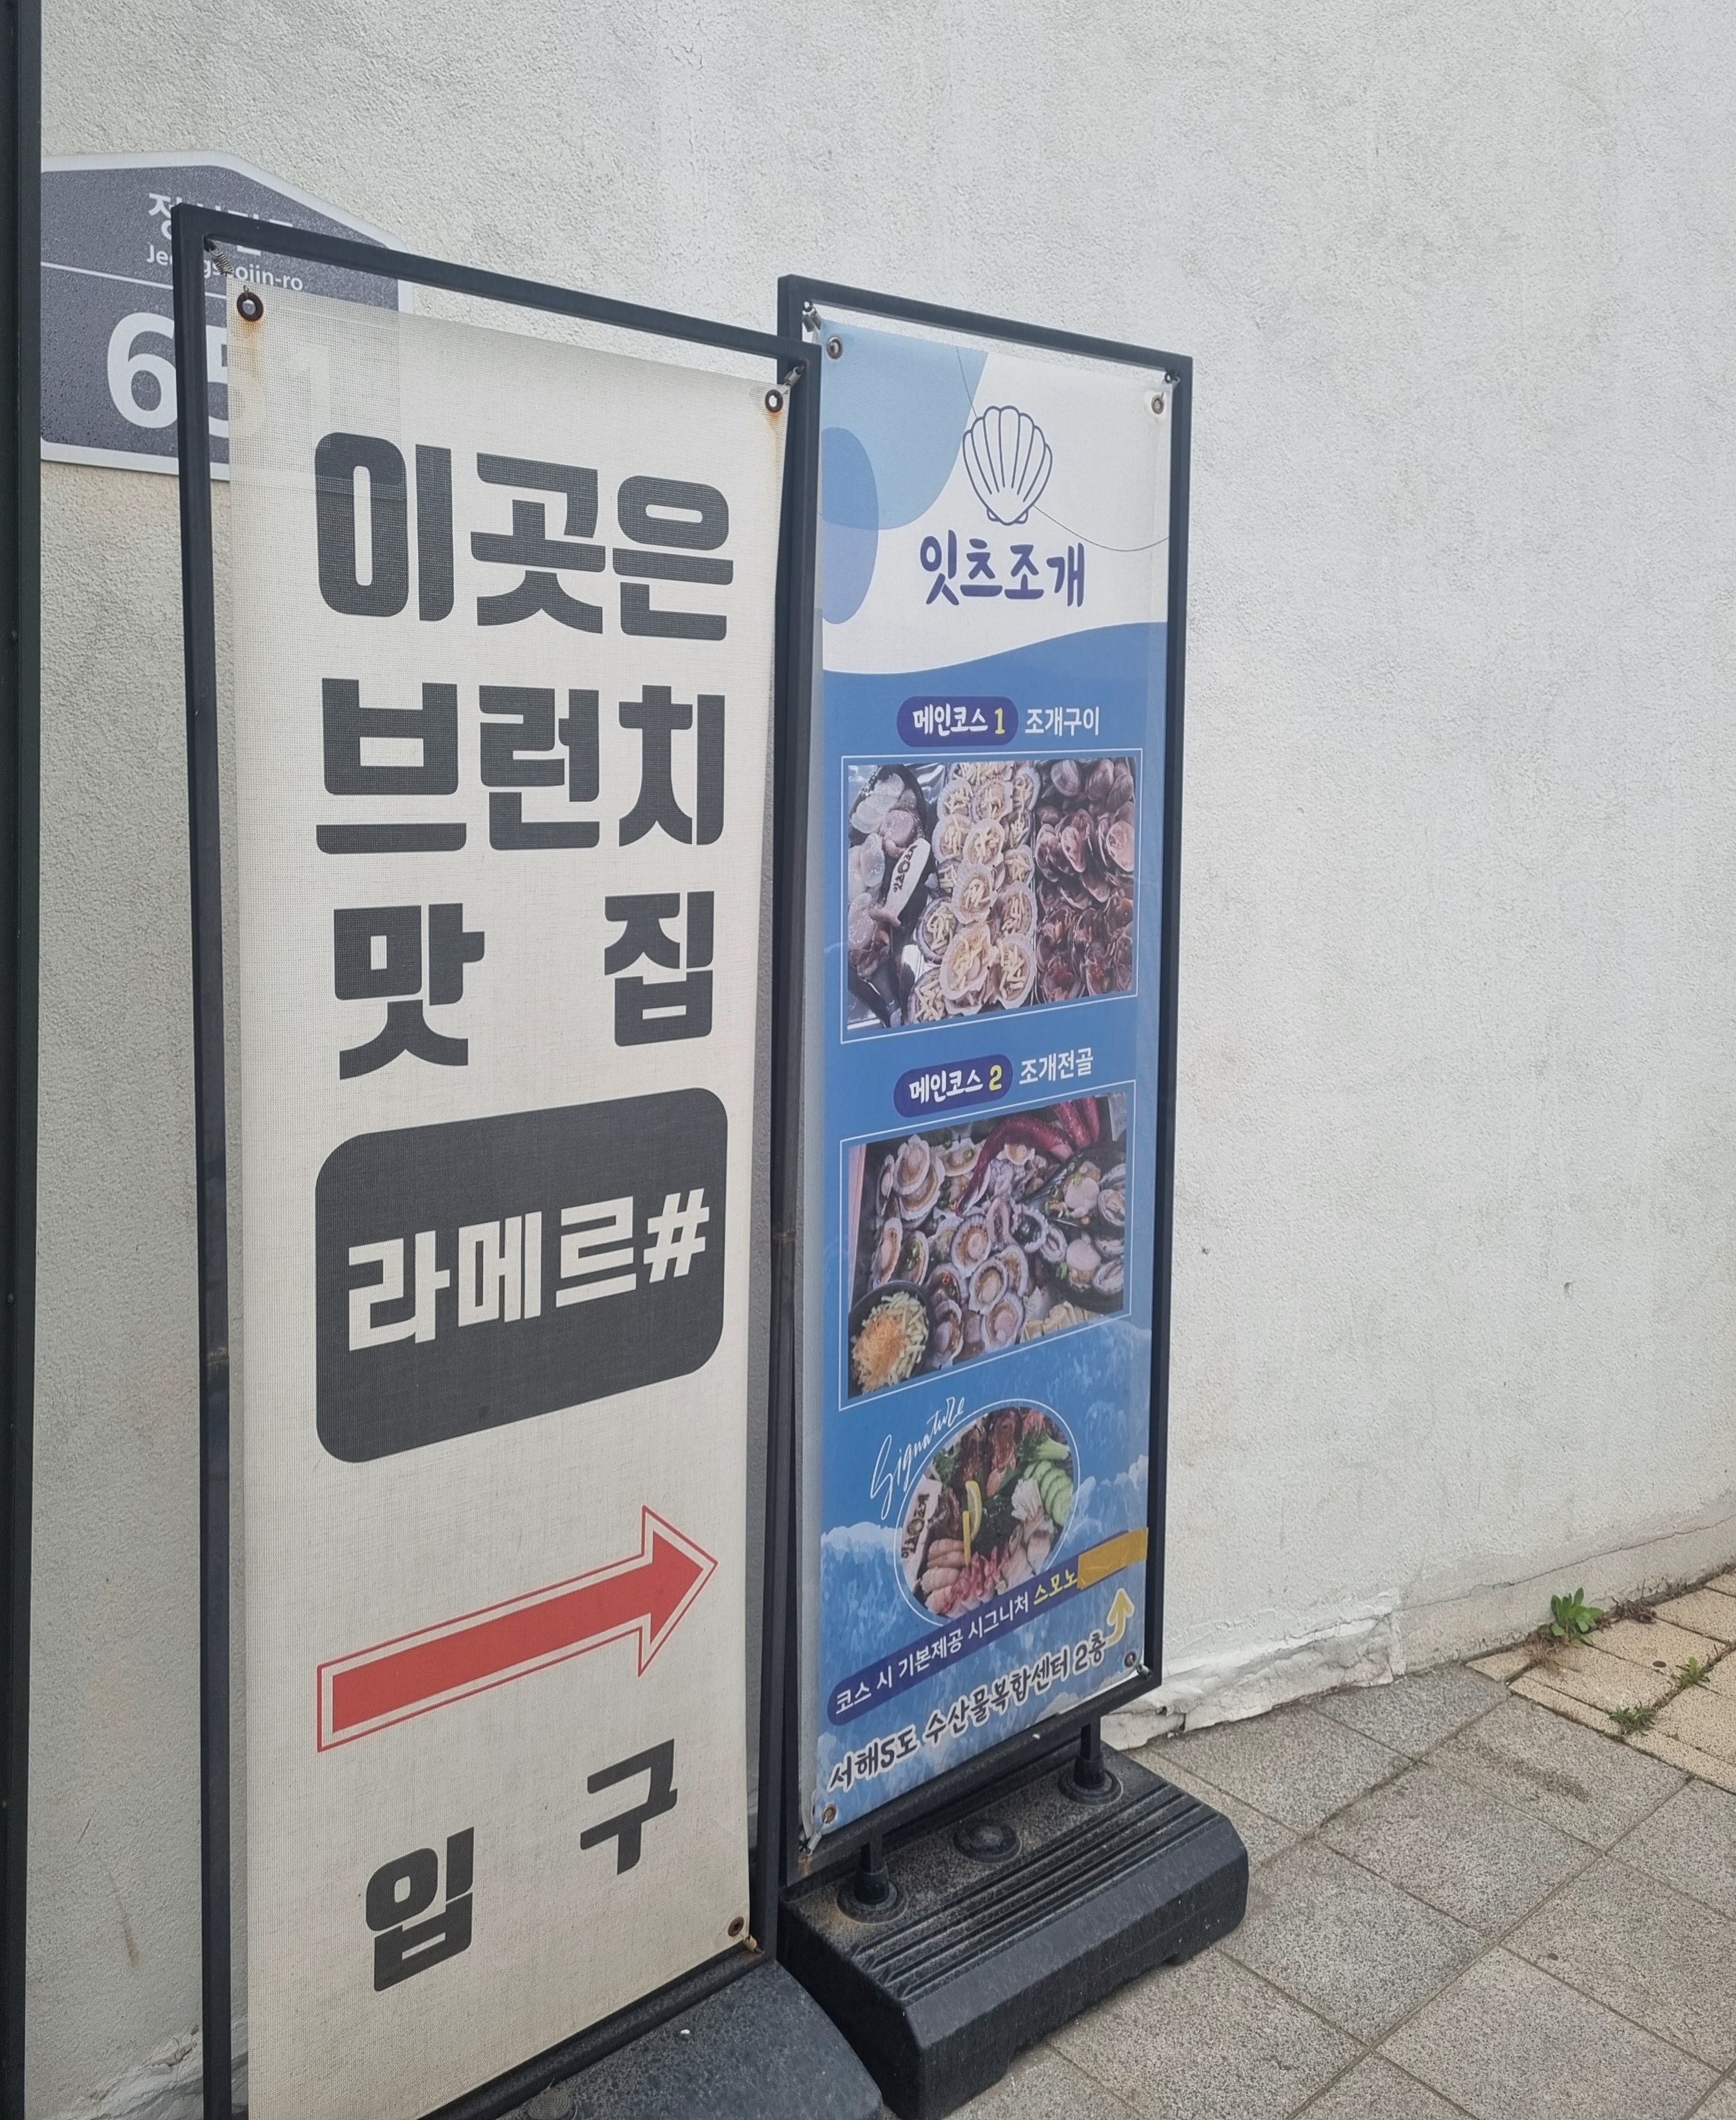 65
이곳은
브런치
맛 집
라메르#
입 구
잇츠조개
메인코스 1 조개구이
메인코스 2 조개전골
Signature
코스 시 기본제공 시그니처 스모노
서해5도 수산물복합센터 2층